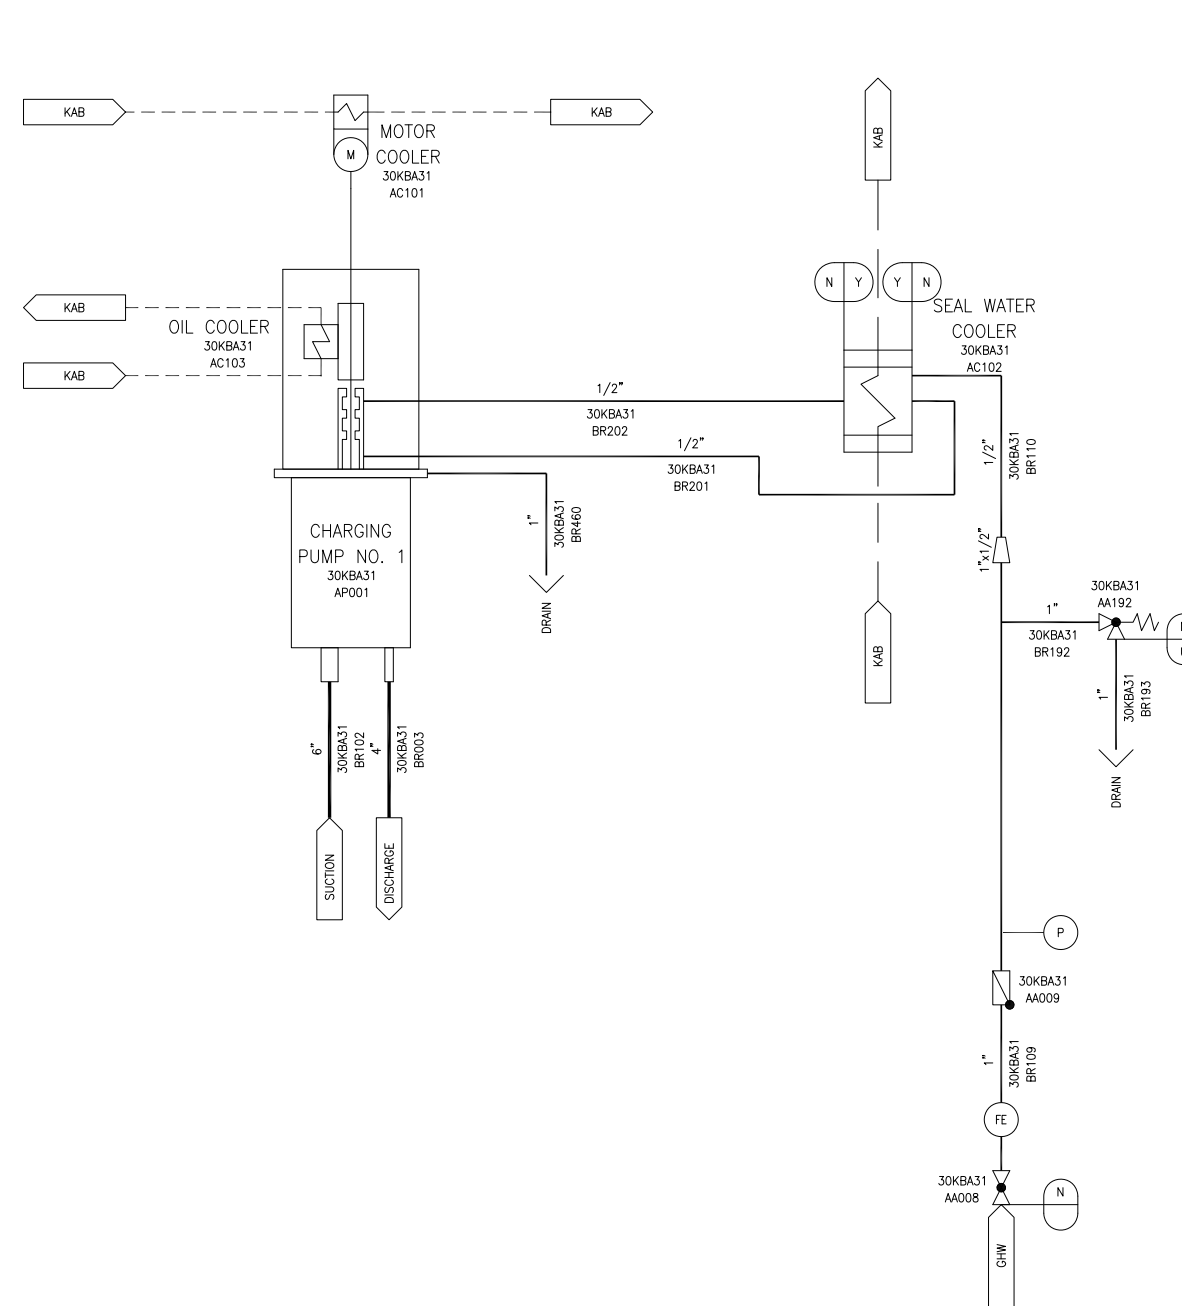 KAB
KAB
MOTOR
COOLER
30KBA31
AC101
M
KAB
N Y
Y N
SEAL WATER
COOLER
30KBA31
AC102
KAB
KAB
OIL COOLER
30KBA31
AC103
1/2"
30KBA31
BR202
1/2"
30KBA31
BR201
1/2"
30KBA31
BR110
1"
30KBA31
BR460
DRAIN
CHARGING
PUMP NO. 1
30KBA31
AP001
1"x1/2"
KAB
30KBA31
AA192
1"
30KBA31
BR192
1"
30KBA31
BR193
DRAIN
6"
30KBA31
BR102
4"
30KBA31
BR003
SUCTION
DISCHARGE
P
30KBA31
AA009
1"
30KBA31
BR109
FE
30KBA31
AA008
N
GHW